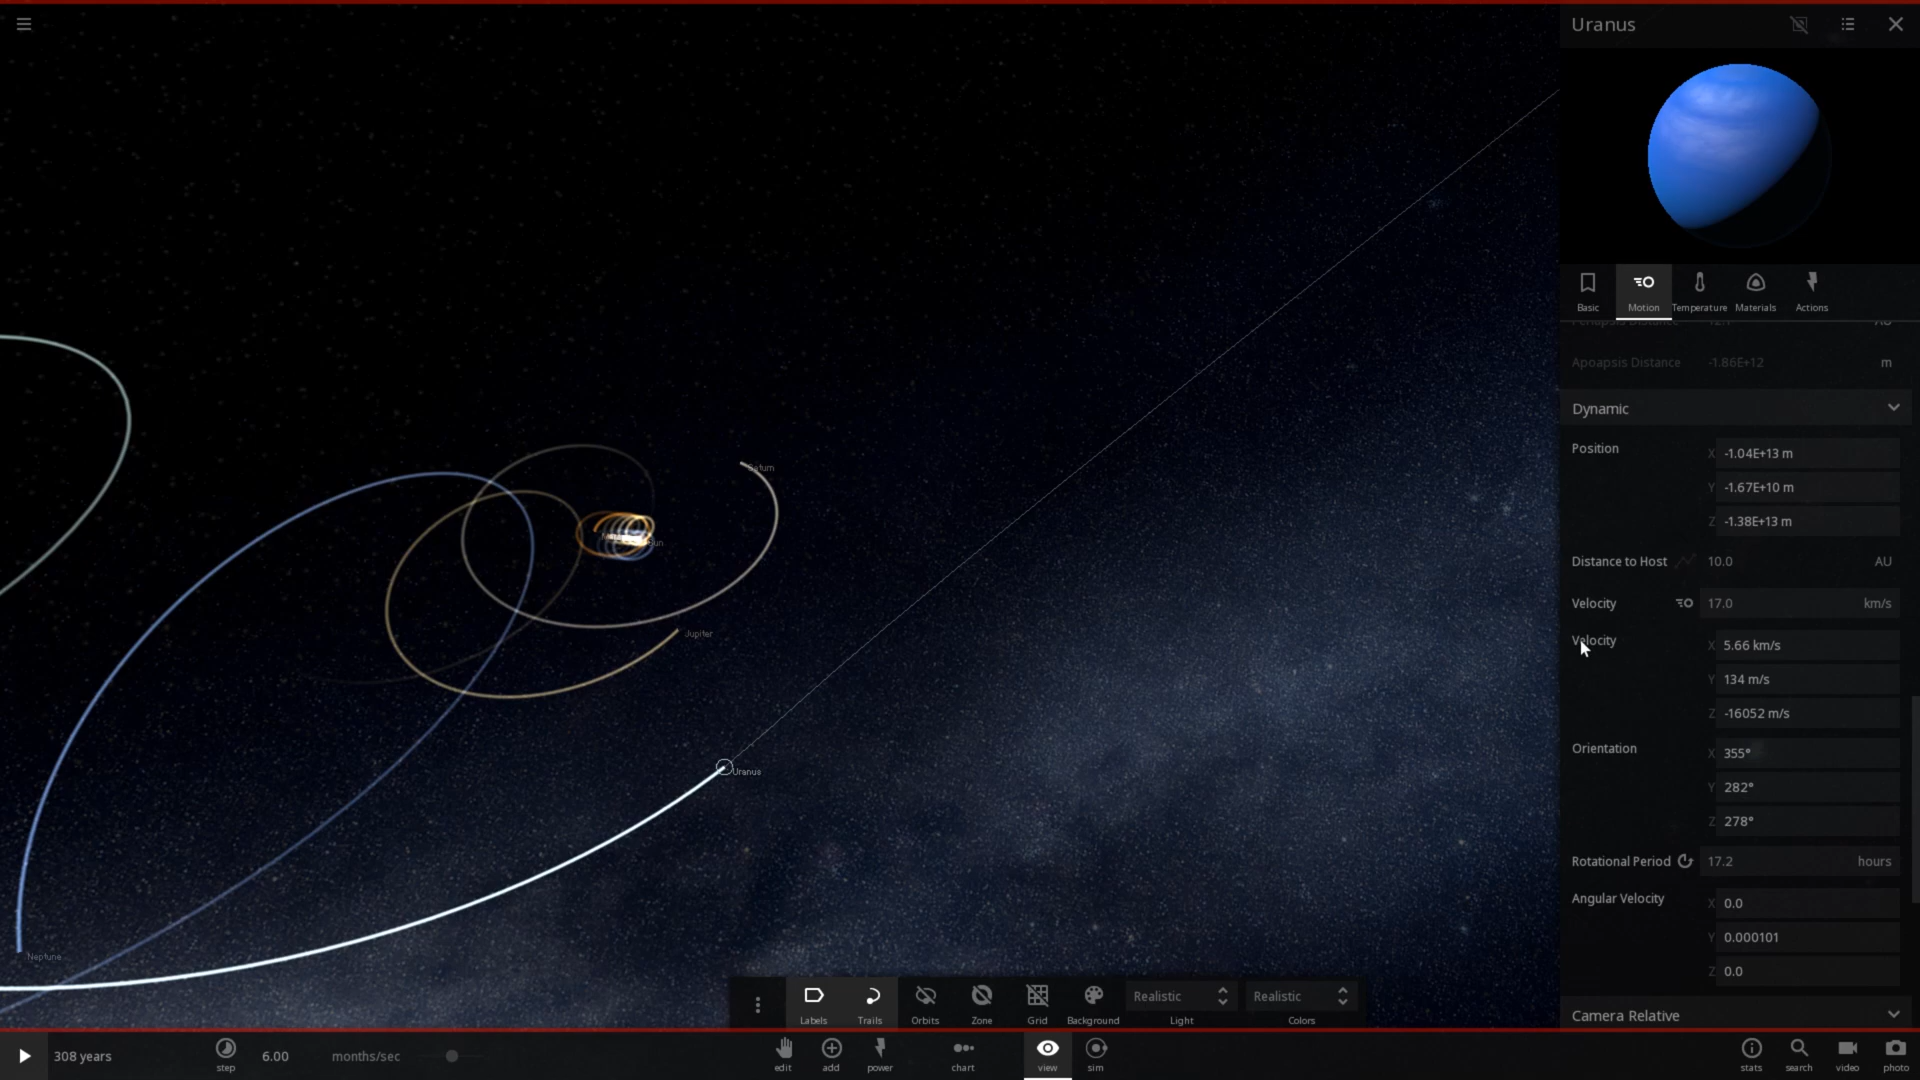 Uranus
Basic
Motion
Temperature
Materials
Actions
Periapsis Distance
AU
Apoapsis Distance -1.86E+12 m
Dynamic
Position X -1.04E+13 m
Y -1.67E+10 m
Z -1.38E+13 m
Distance to Host 10.0 AU
Velocity 17.0 km/s
Velocity X 5.66 km/s
Y 134 m/s
Z -16052 m/s
Orientation X 355°
Y 282°
Z 278°
Rotational Period 17.2 hours
Angular Velocity X 0.0
Y 0.000101
Z 0.0
Camera Relative
Saturn
Sun
Jupiter
Uranus
Neptune
Labels
Trails
Orbits
Zone
Grid
Background
Realistic
Light
Realistic
Colors
308 years
step
6.00 months/sec
edit
add
power
chart
view
sim
stats
search
video
photo